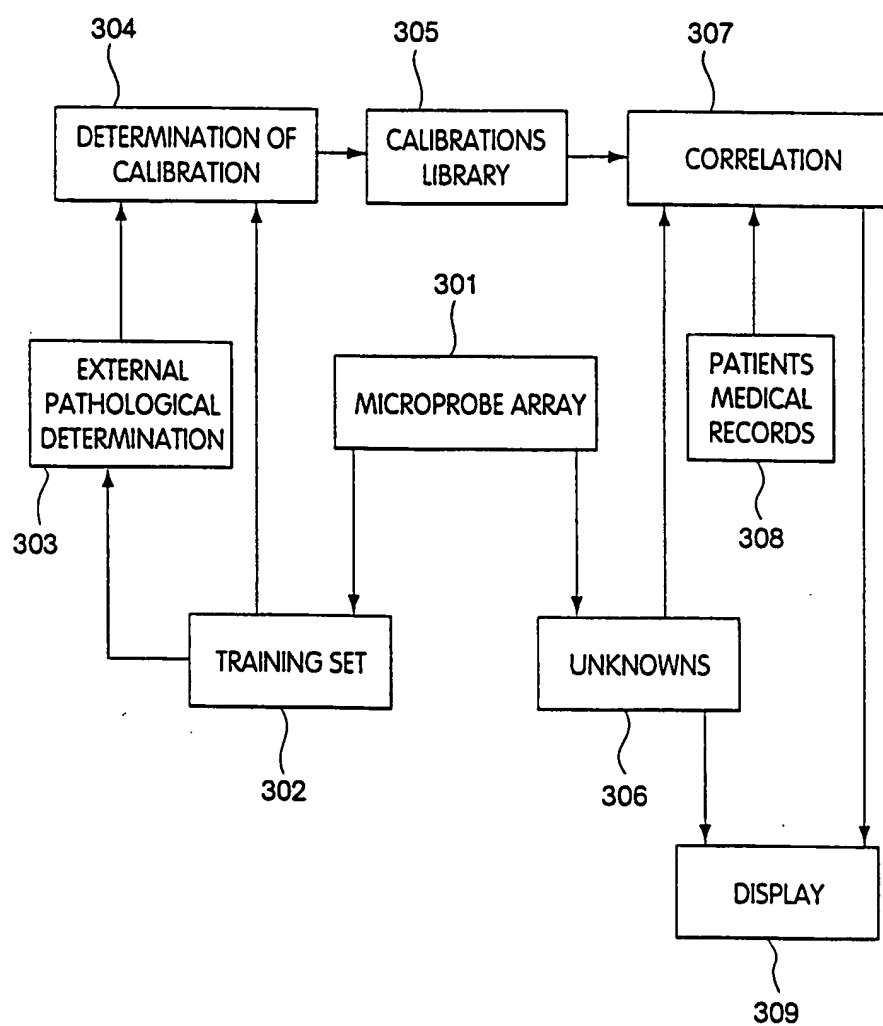 304
305
307
DETERMINATION OF
CALIBRATION
CALIBRATIONS
LIBRARY
CORRELATION
301
EXTERNAL
PATHOLOGICAL
DETERMINATION
MICROPROBE ARRAY
PATIENTS
MEDICAL
RECORDS
303
308
TRAINING SET
UNKNOWNS
302
306
DISPLAY
309